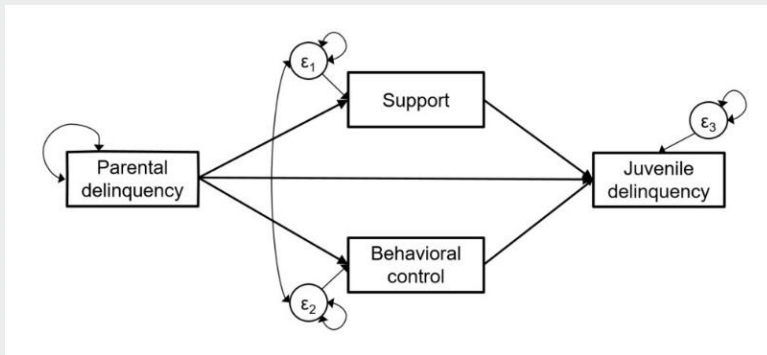 ε1
Support
ε3
Parental
delinquency
Juvenile
delinquency
Behavioral
control
ε2